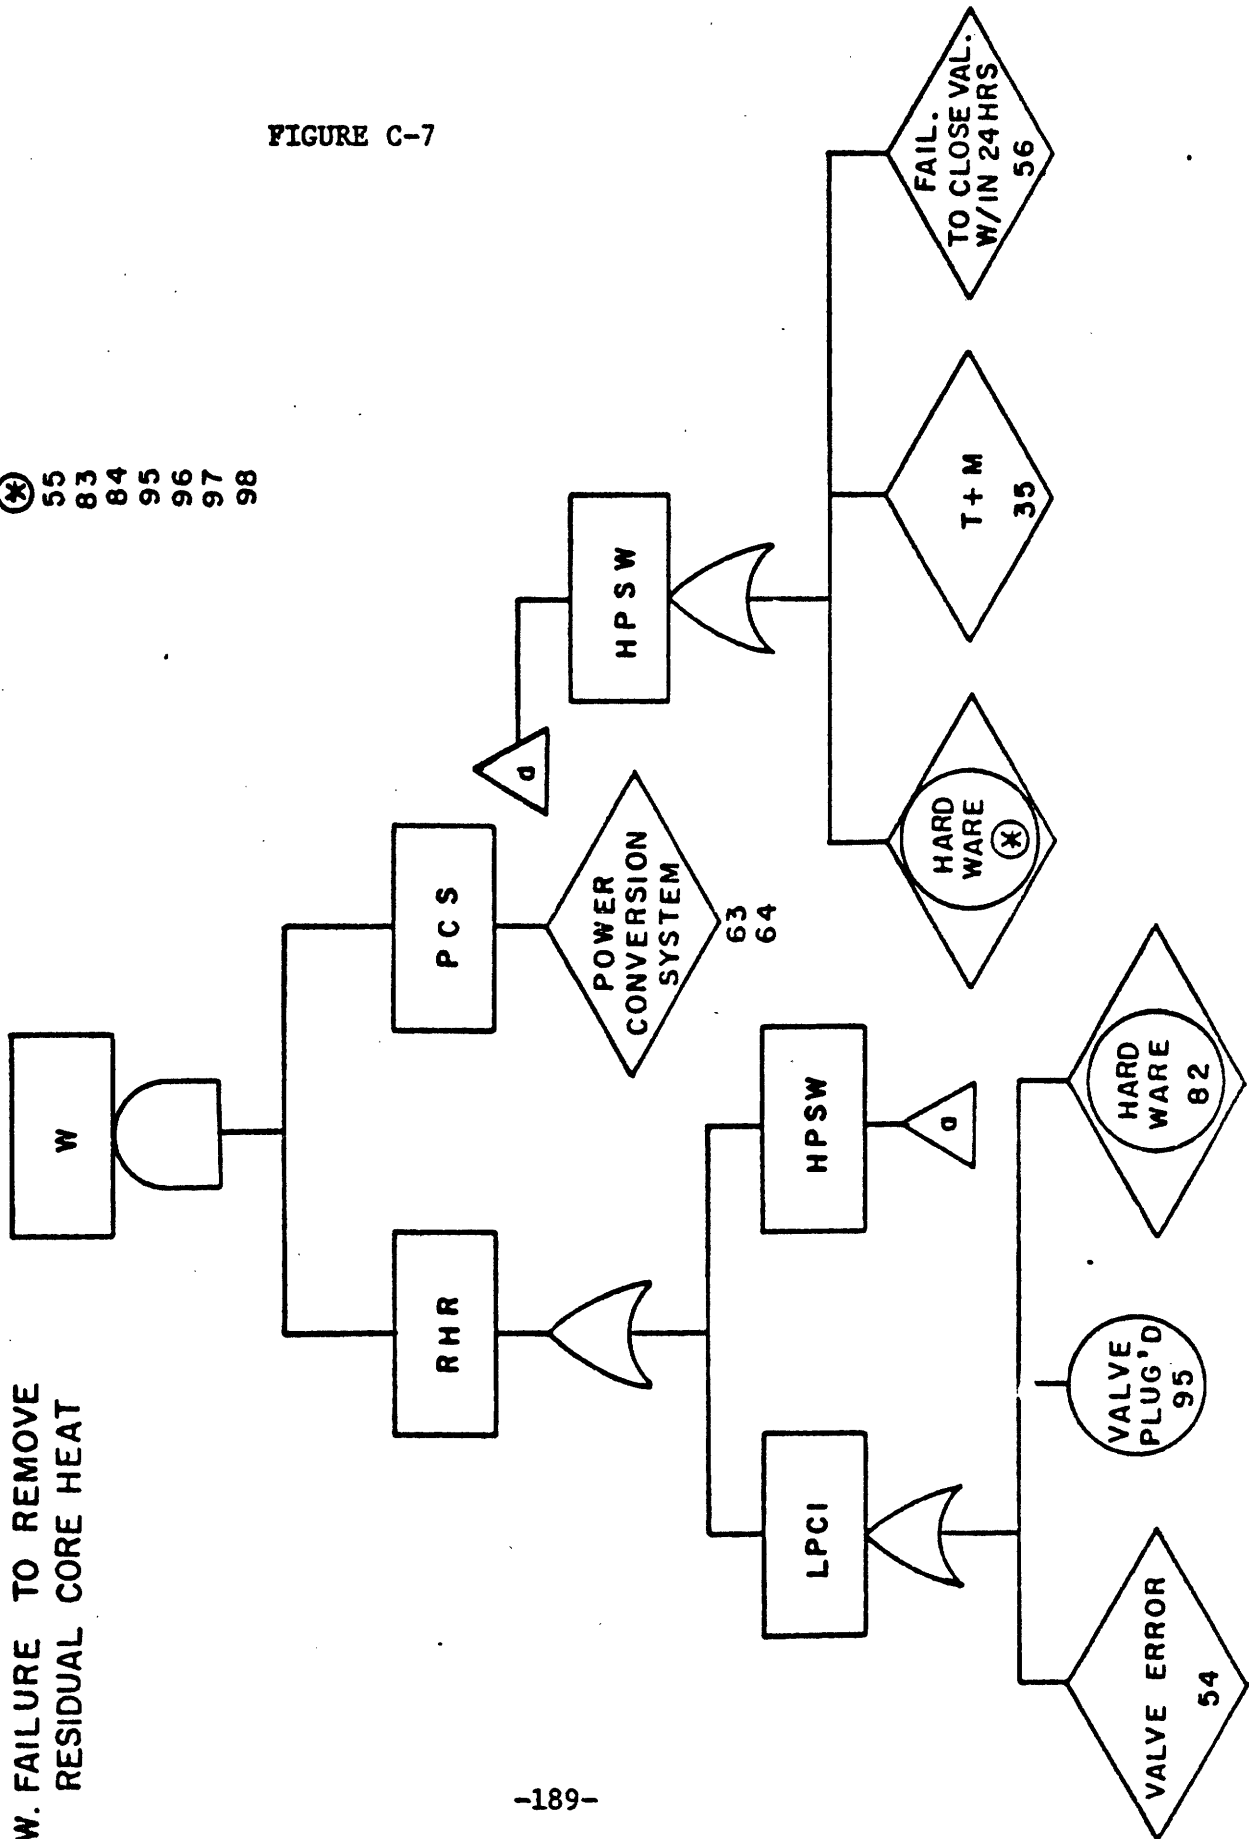 FIGURE C-7
W. FAILURE TO REMOVE
RESIDUAL CORE HEAT
*
55
83
84
95
96
97
98
W
RHR
PCS
POWER
CONVERSION
SYSTEM
63
64
LPCI
HPSW
a
a
HPSW
VALVE ERROR
54
VALVE
PLUG'D
95
HARD
WARE
82
HARD
WARE
*
T+M
35
FAIL.
TO CLOSE VAL.
W/IN 24 HRS
56
-189-